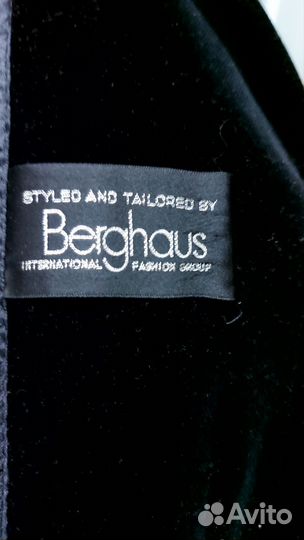 STYLED AND TAILORED BY
Berghaus
INTERNATIONAL FASHION GROUP
Avito